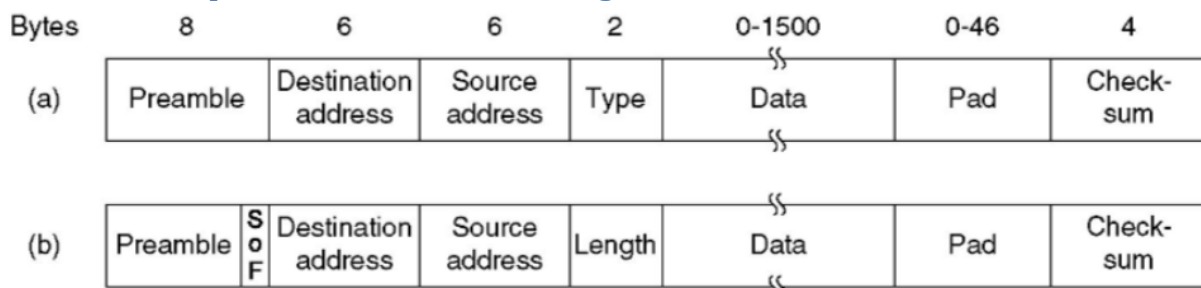 Bytes 8 6 6 2 0-1500 0-46 4
(a) Preamble Destination address Source address Type Data Pad Check-sum
(b) Preamble SoF Destination address Source address Length Data Pad Check-sum